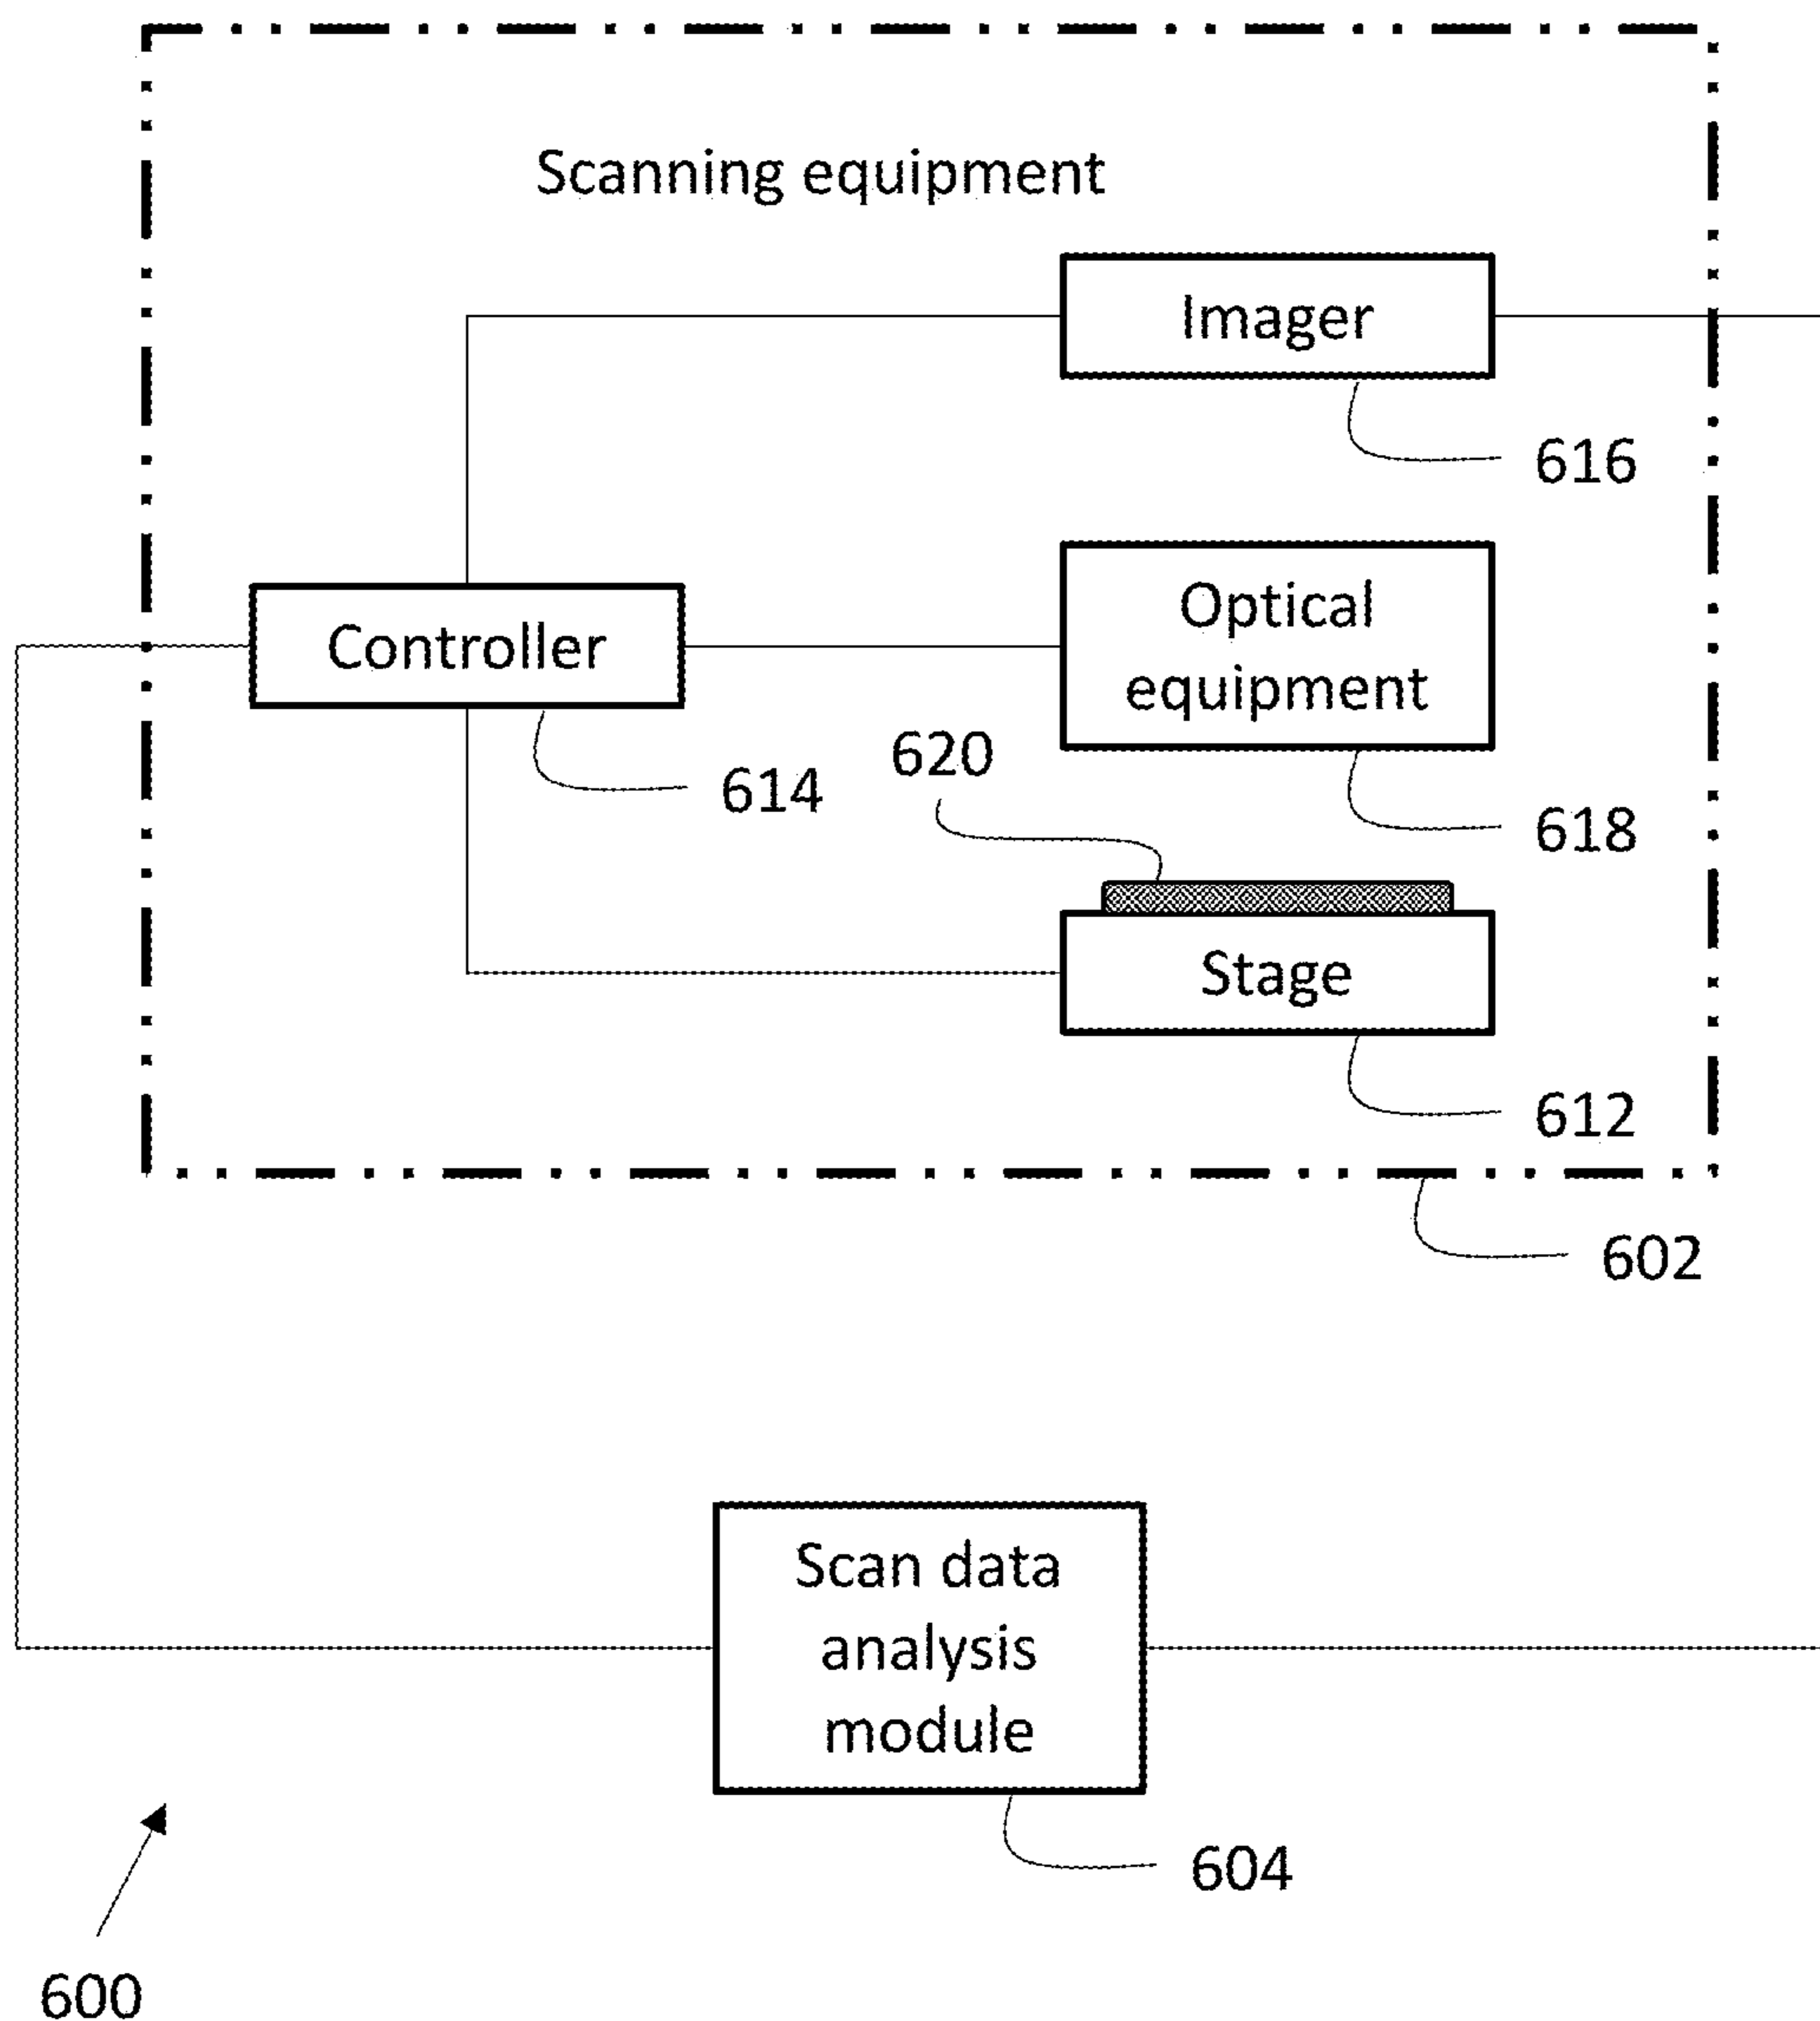 Scanning equipment
Imager
616
Optical
equipment
Controller
620
614
618
Stage
612
602
Scan data
analysis
module
604
600